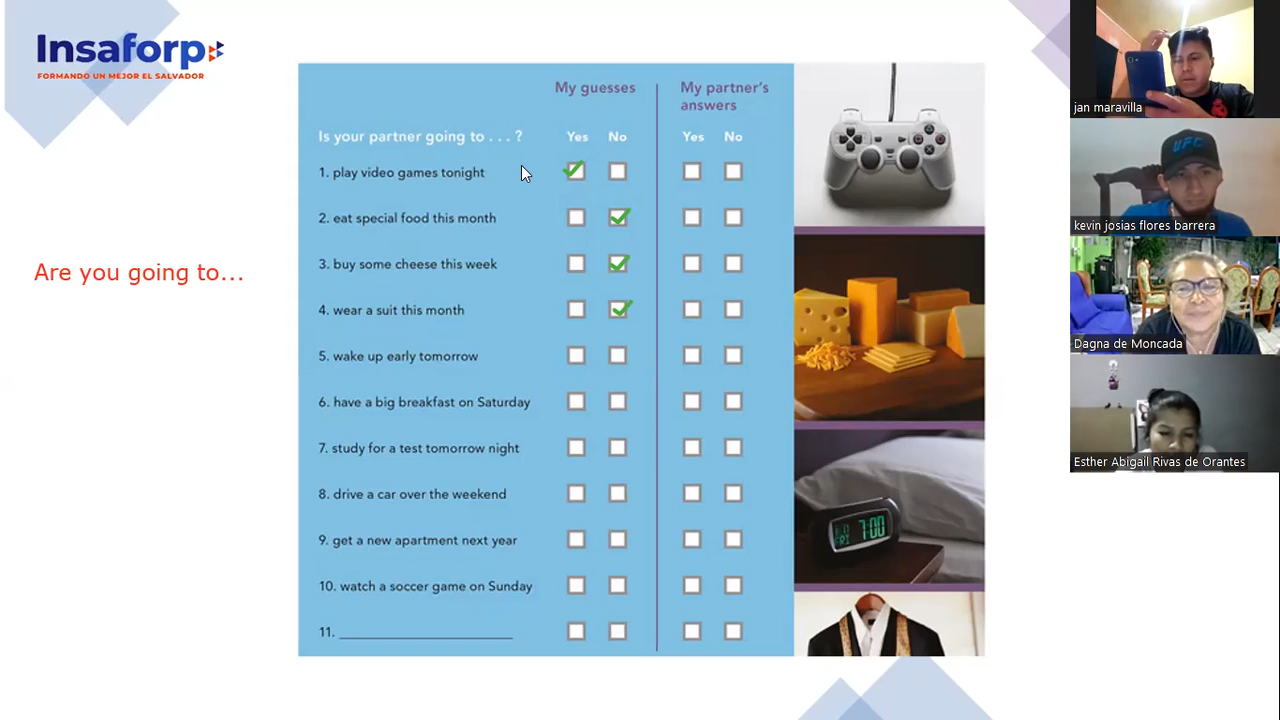 Insaforp
FORMANDO UN MEJOR EL SALVADOR
Are you going to...
My guesses
My partner's
answers
Is your partner going to . . . ?
Yes No
Yes No
1. play video games tonight
2. eat special food this month
3. buy some cheese this week
4. wear a suit this month
5. wake up early tomorrow
6. have a big breakfast on Saturday
7. study for a test tomorrow night
8. drive a car over the weekend
9. get a new apartment next year
10. watch a soccer game on Sunday
11.
FRI 7:00
jan maravilla
UFC
kevin josias flores barrera
Dagna de Moncada
Esther Abigail Rivas de Orantes